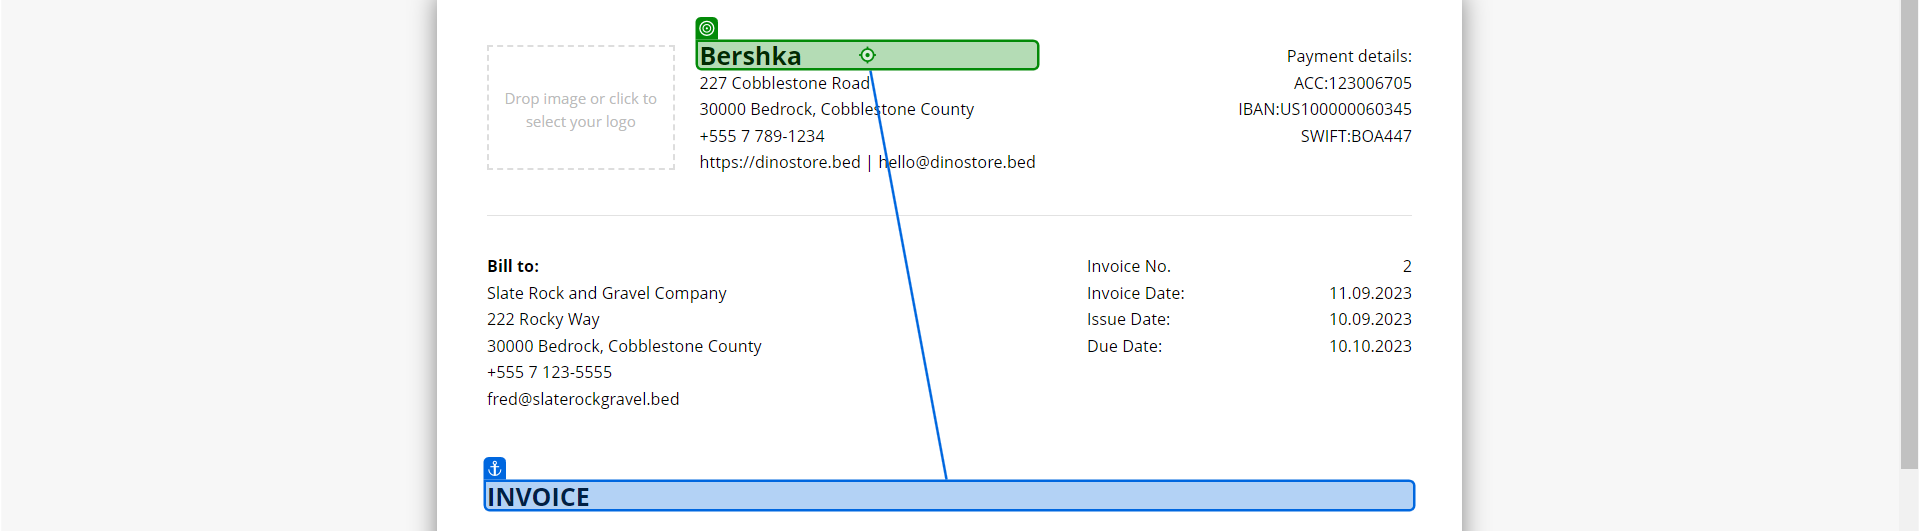 Drop image or click to
select your logo
Bershka
227 Cobblestone Road
30000 Bedrock, Cobblestone County
+555 7 789-1234
https://dinostore.bed | hello@dinostore.bed
Payment details:
ACC:123006705
IBAN:US100000060345
SWIFT:BOA447
Bill to:
Slate Rock and Gravel Company
222 Rocky Way
30000 Bedrock, Cobblestone County
+555 7 123-5555
fred@slaterockgravel.bed
Invoice No. 2
Invoice Date: 11.09.2023
Issue Date: 10.09.2023
Due Date: 10.10.2023
INVOICE